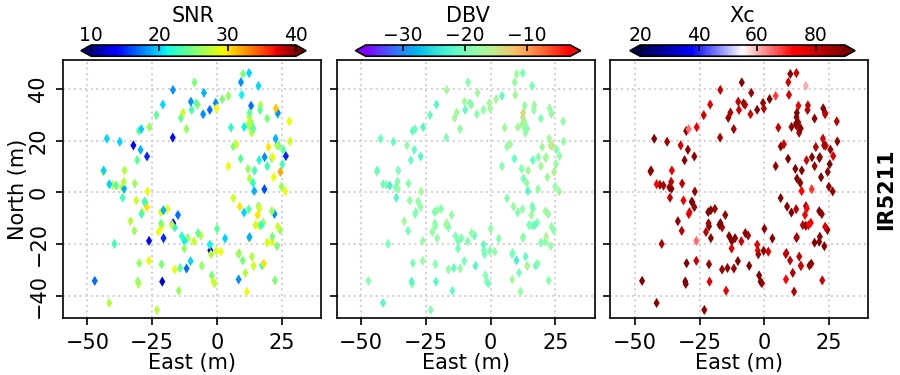 SNR DBV Xc
10 20 30 40 −30 −20 −10 20 40 60 80
North (m)
40
20
0
−20
−40
IR5211
−50 −25 0 25 −50 −25 0 25 −50 −25 0 25
East (m) East (m) East (m)